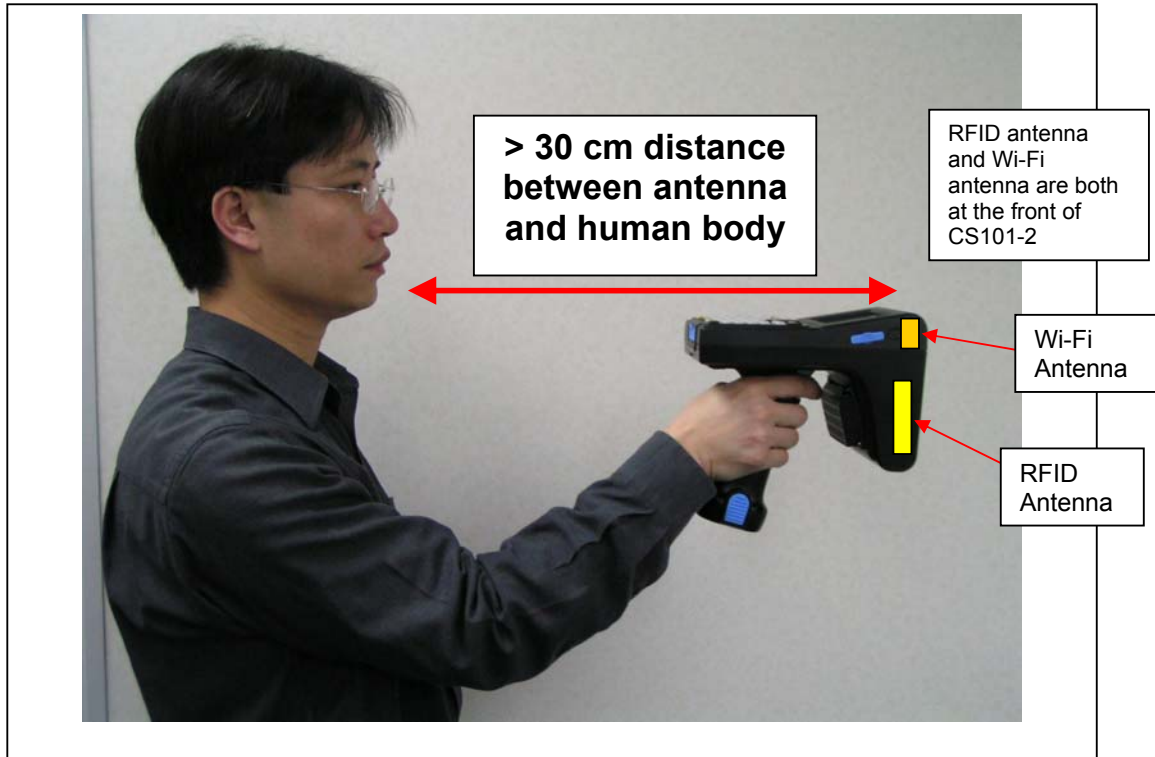 > 30 cm distance
between antenna
and human body
RFID antenna
and Wi-Fi
antenna are both
at the front of
CS101-2
Wi-Fi
Antenna
RFID
Antenna